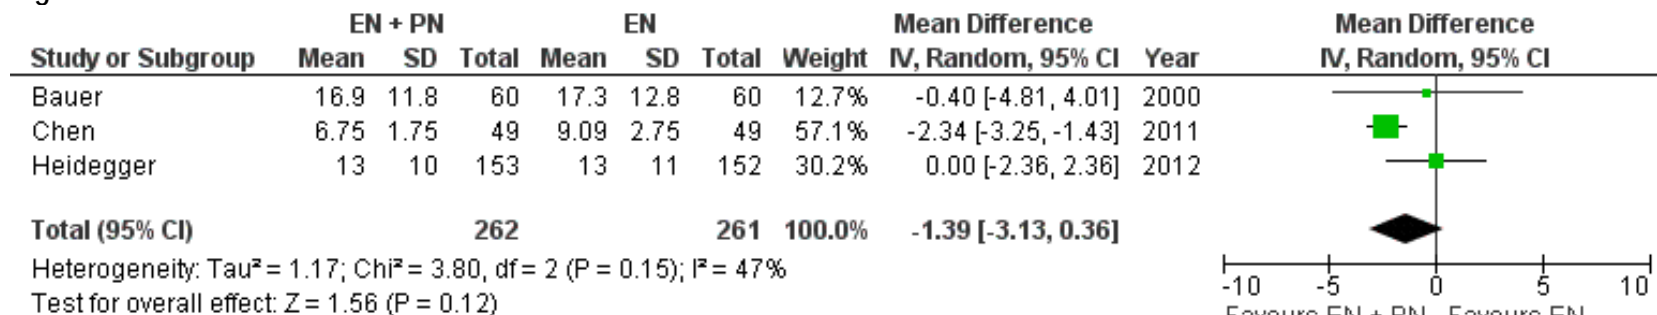 EN + PN EN Mean Difference Mean Difference
Study or Subgroup Mean SD Total Mean SD Total Weight IV, Random, 95% CI Year IV, Random, 95% CI
Bauer 16.9 11.8 60 17.3 12.8 60 12.7% -0.40 [-4.81, 4.01] 2000
Chen 6.75 1.75 49 9.09 2.75 49 57.1% -2.34 [-3.25, -1.43] 2011
Heidegger 13 10 153 13 11 152 30.2% 0.00 [-2.36, 2.36] 2012
Total (95% CI) 262 261 100.0% -1.39 [-3.13, 0.36]
Heterogeneity: Tau² = 1.17; Chi² = 3.80, df = 2 (P = 0.15); I² = 47%
Test for overall effect: Z = 1.56 (P = 0.12)
-10 -5 0 5 10
Favours EN + PN Favours EN